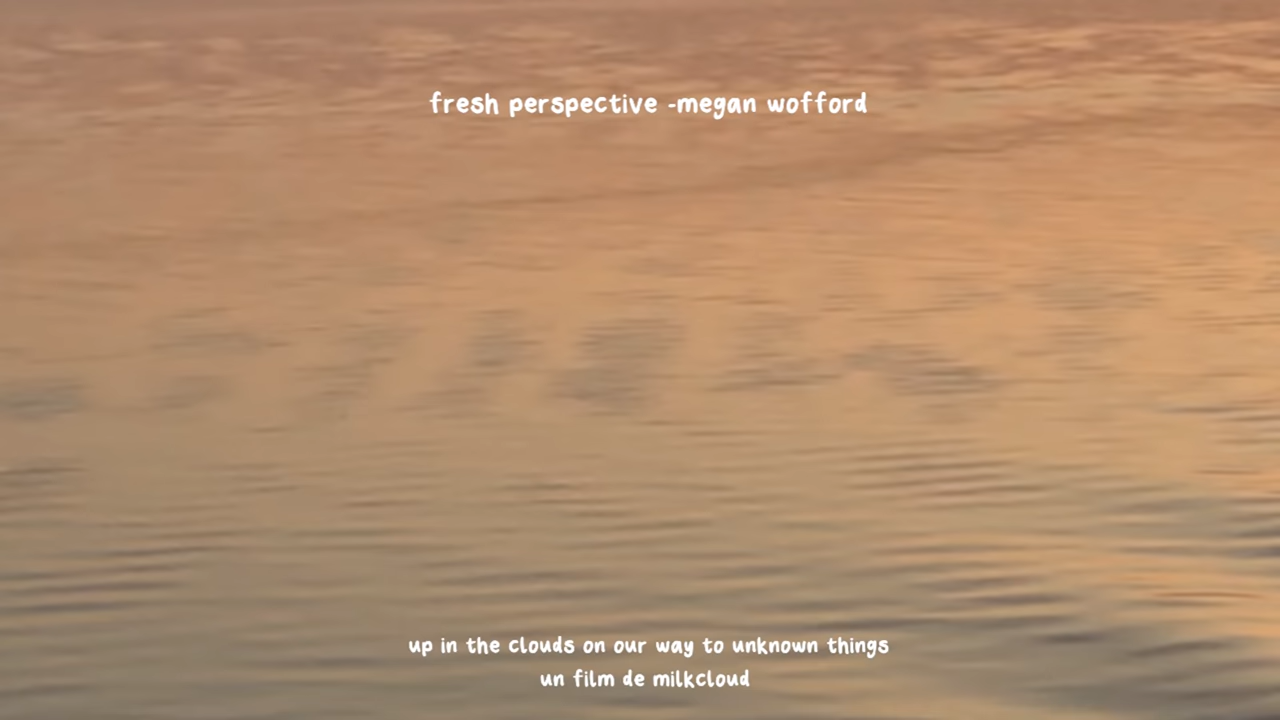 fresh perspective -megan wofford
up in the clouds on our way to unknown things
un film de milkcloud